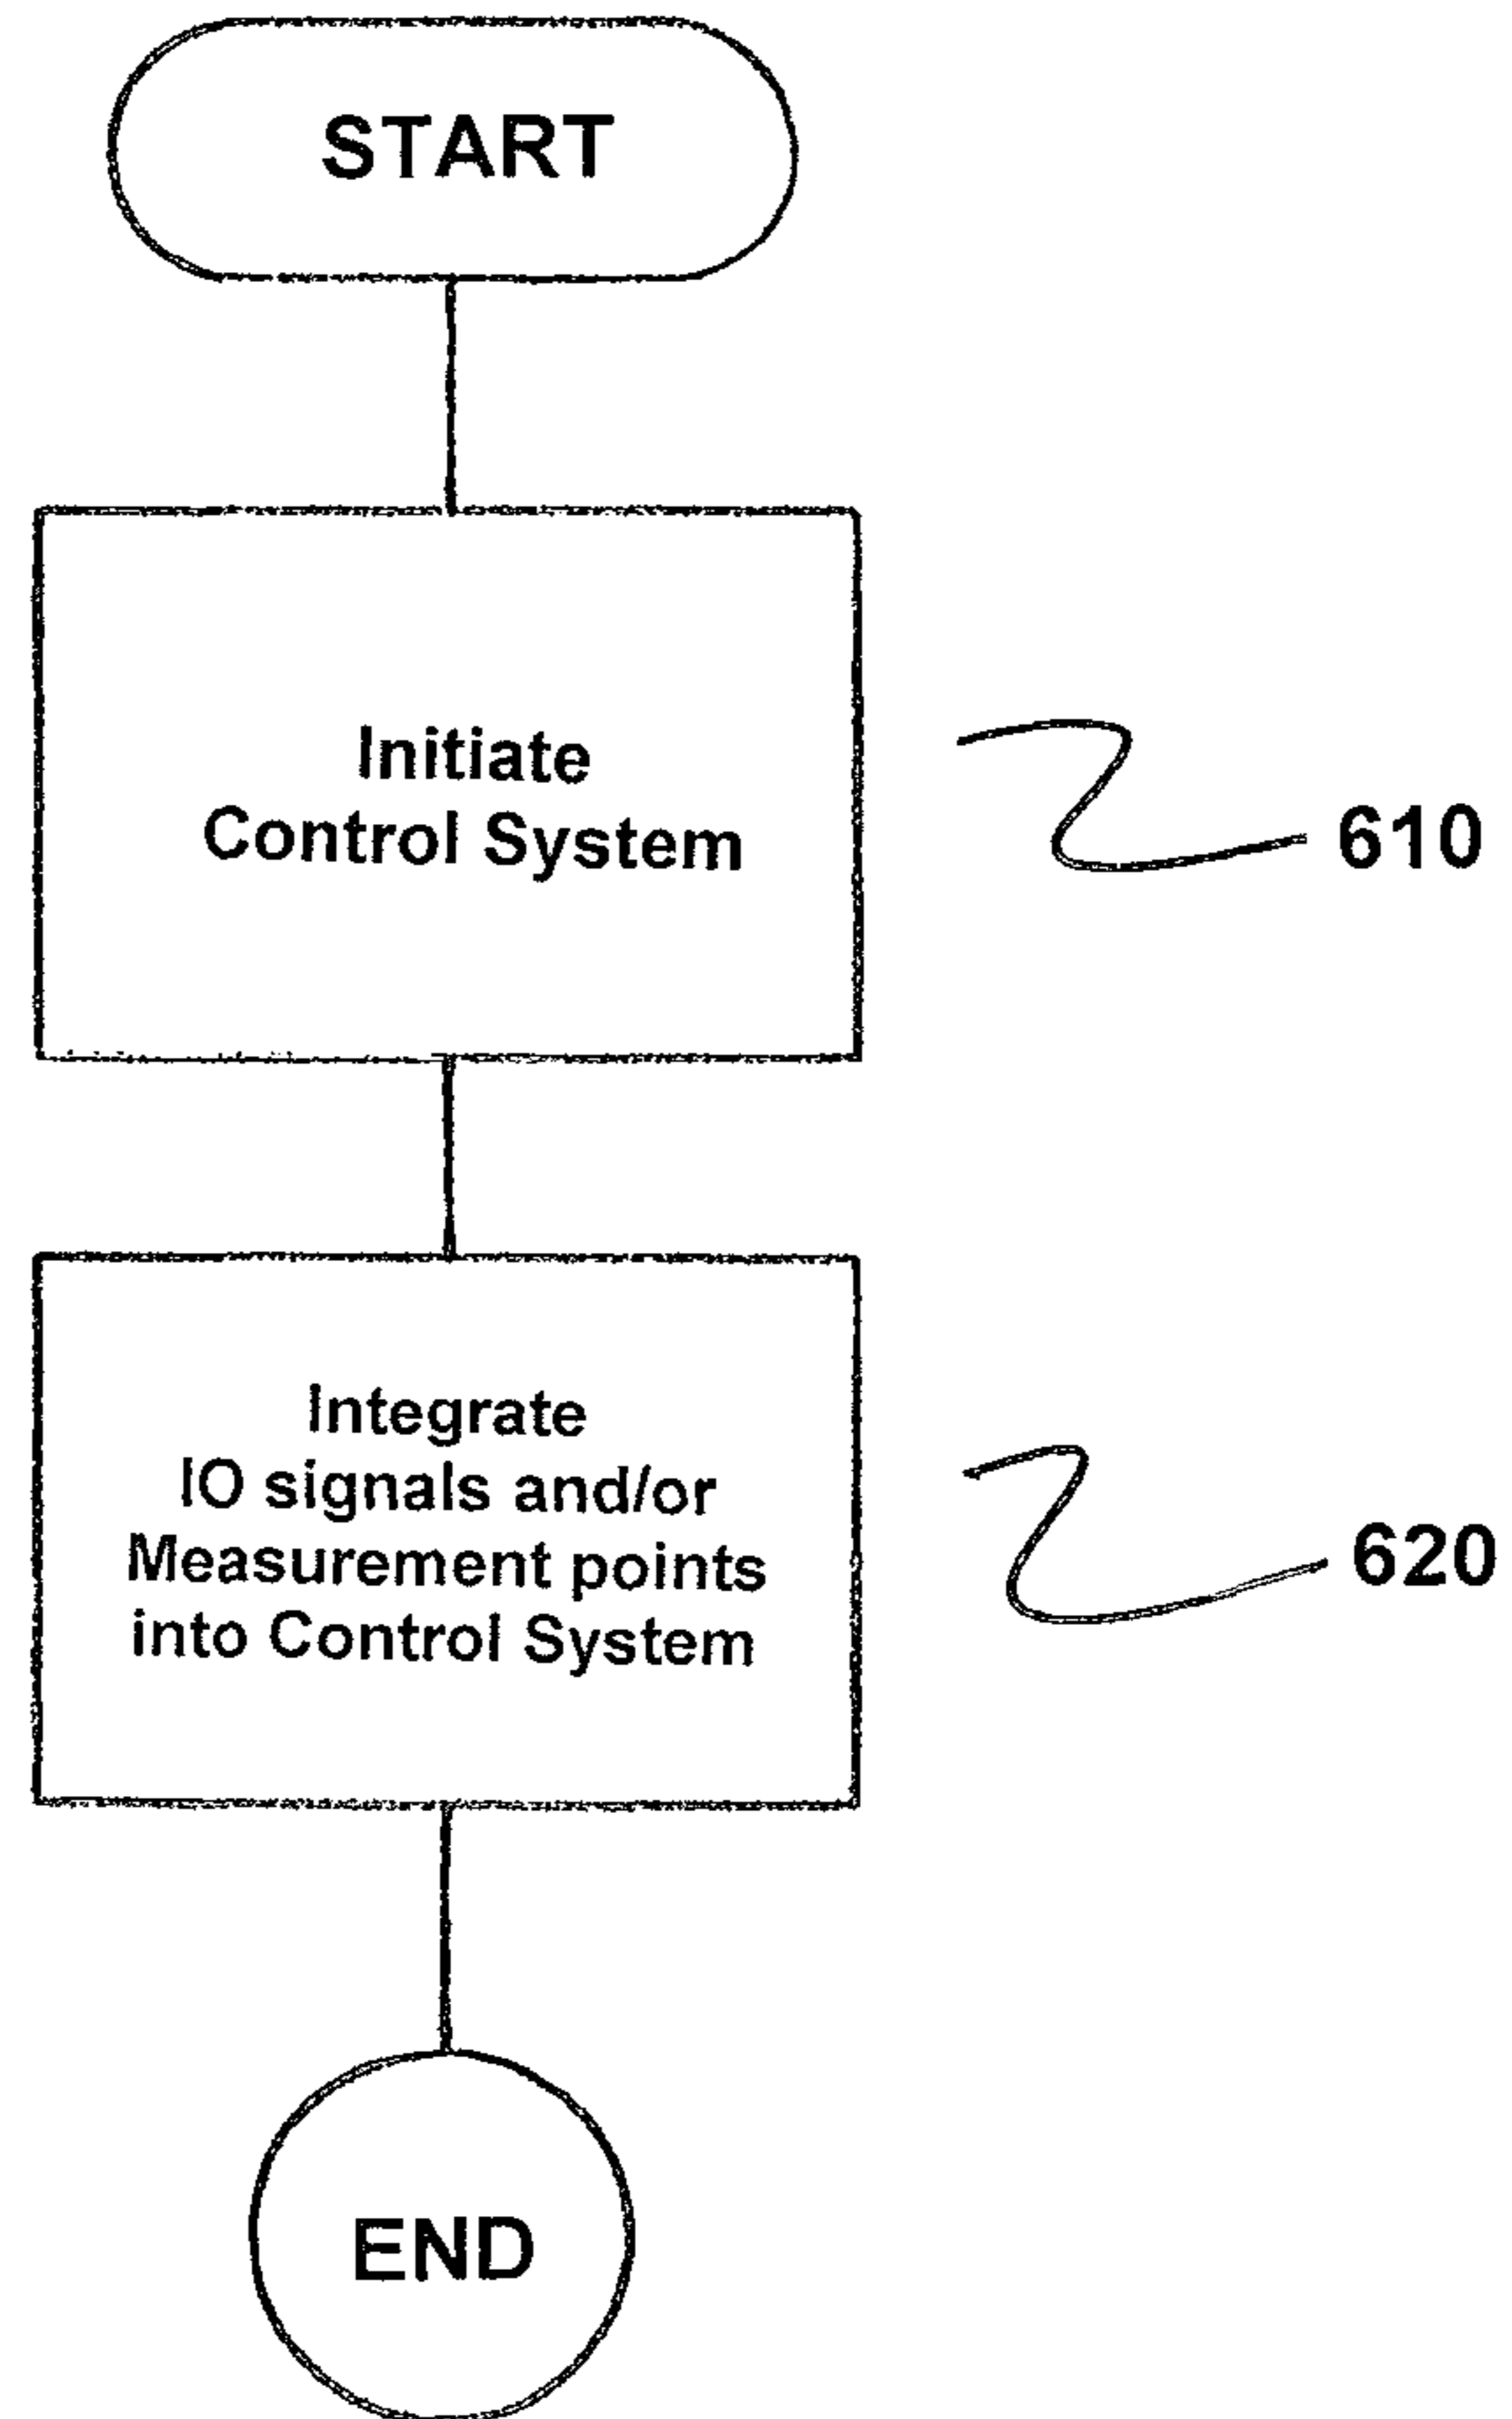 START
Initiate
Control System
610
Integrate
IO signals and/or
Measurement points
into Control System
620
END